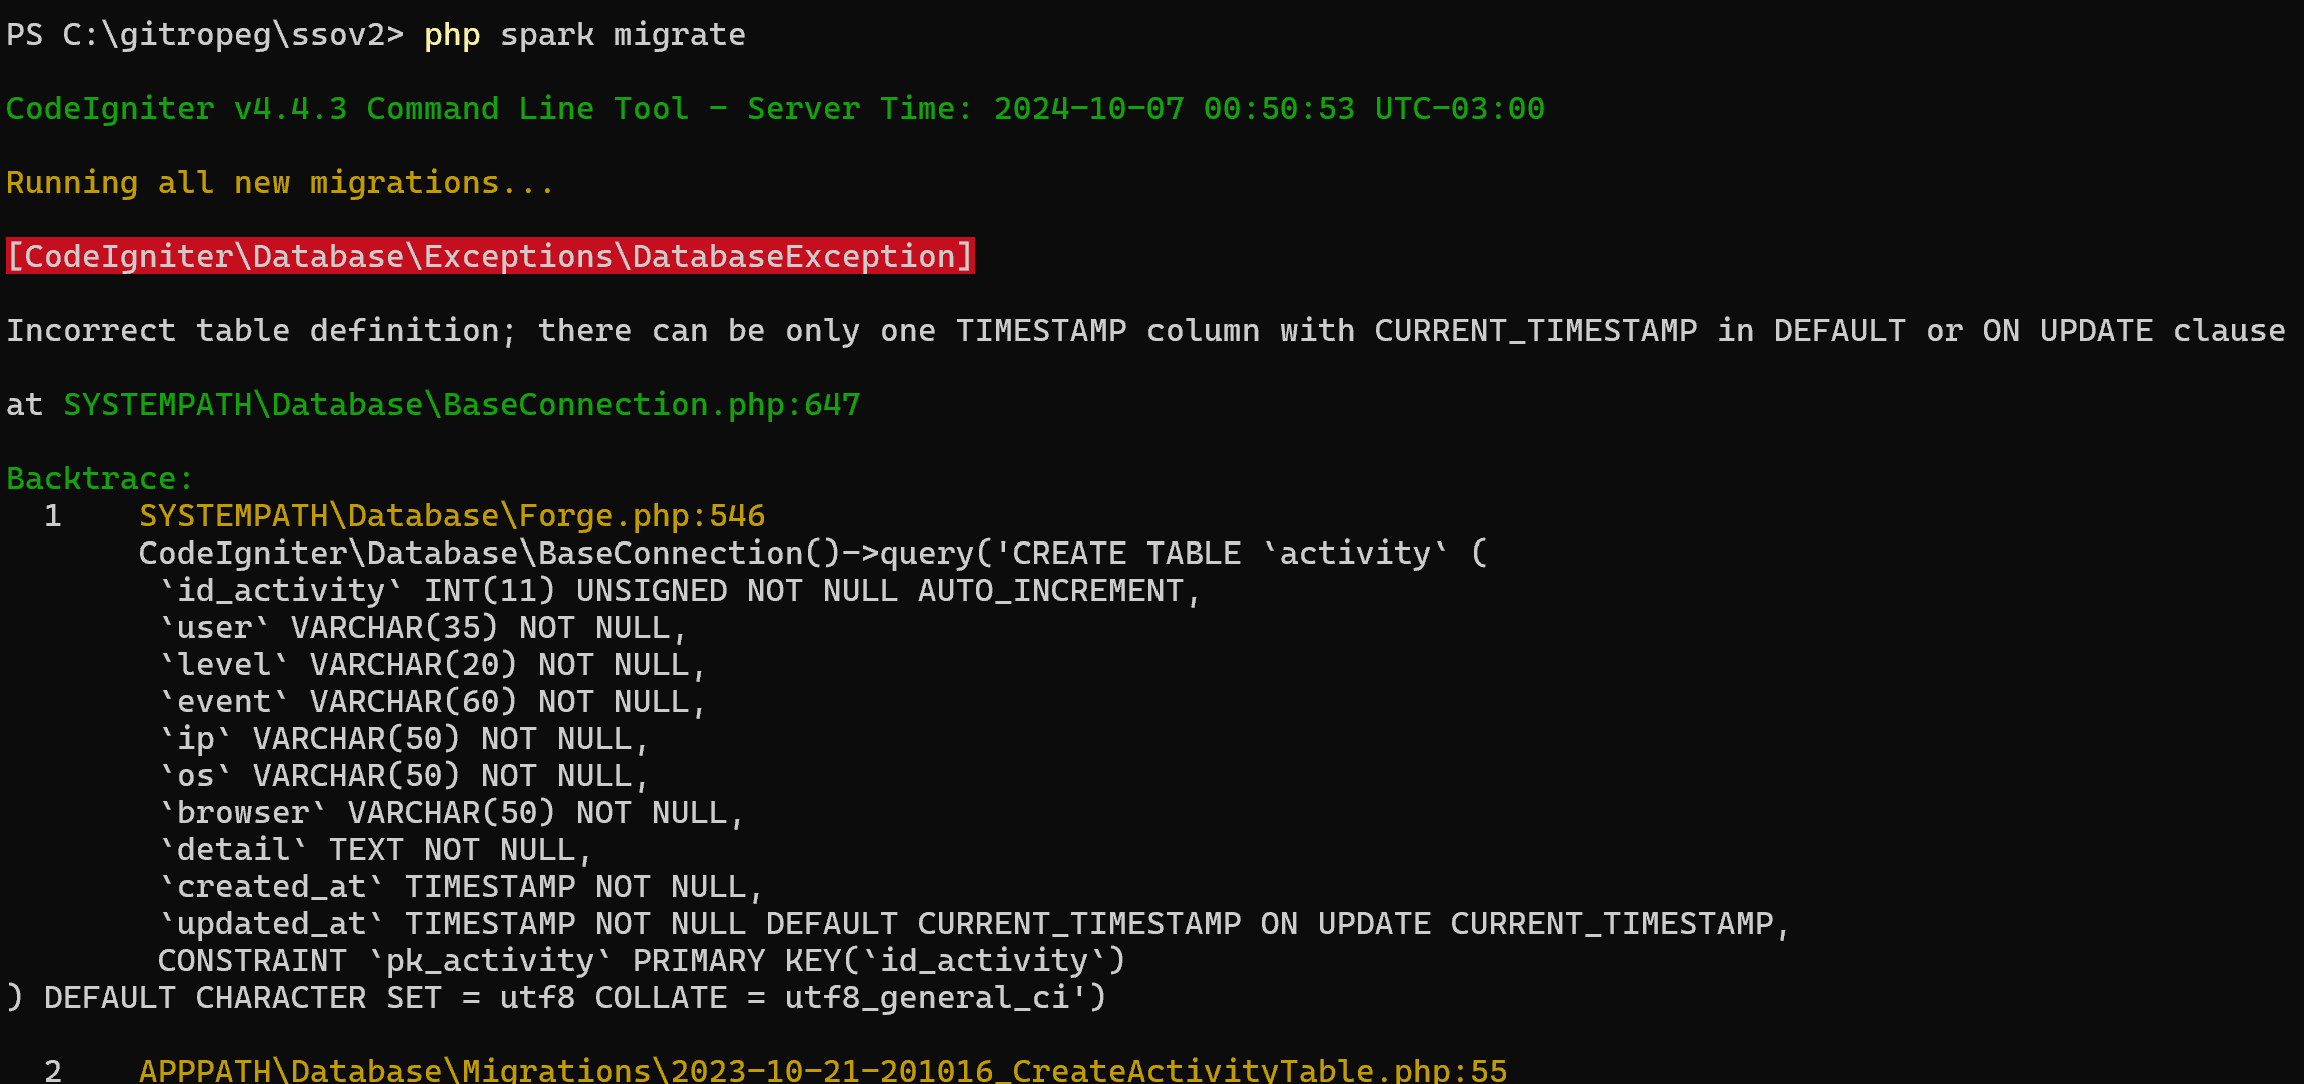 PS C:\gitropeg\ssov2> php spark migrate
CodeIgniter v4.4.3 Command Line Tool - Server Time: 2024-10-07 00:50:53 UTC-03:00
Running all new migrations...
[CodeIgniter\Database\Exceptions\DatabaseException]
Incorrect table definition; there can be only one TIMESTAMP column with CURRENT_TIMESTAMP in DEFAULT or ON UPDATE clause
at SYSTEMPATH\Database\BaseConnection.php:647
Backtrace:
1    SYSTEMPATH\Database\Forge.php:546
CodeIgniter\Database\BaseConnection()->query('CREATE TABLE `activity` (
`id_activity` INT(11) UNSIGNED NOT NULL AUTO_INCREMENT,
`user` VARCHAR(35) NOT NULL,
`level` VARCHAR(20) NOT NULL,
`event` VARCHAR(60) NOT NULL,
`ip` VARCHAR(50) NOT NULL,
`os` VARCHAR(50) NOT NULL,
`browser` VARCHAR(50) NOT NULL,
`detail` TEXT NOT NULL,
`created_at` TIMESTAMP NOT NULL,
`updated_at` TIMESTAMP NOT NULL DEFAULT CURRENT_TIMESTAMP ON UPDATE CURRENT_TIMESTAMP,
CONSTRAINT `pk_activity` PRIMARY KEY(`id_activity`)
) DEFAULT CHARACTER SET = utf8 COLLATE = utf8_general_ci')
2    APPPATH\Database\Migrations\2023-10-21-201016_CreateActivityTable.php:55